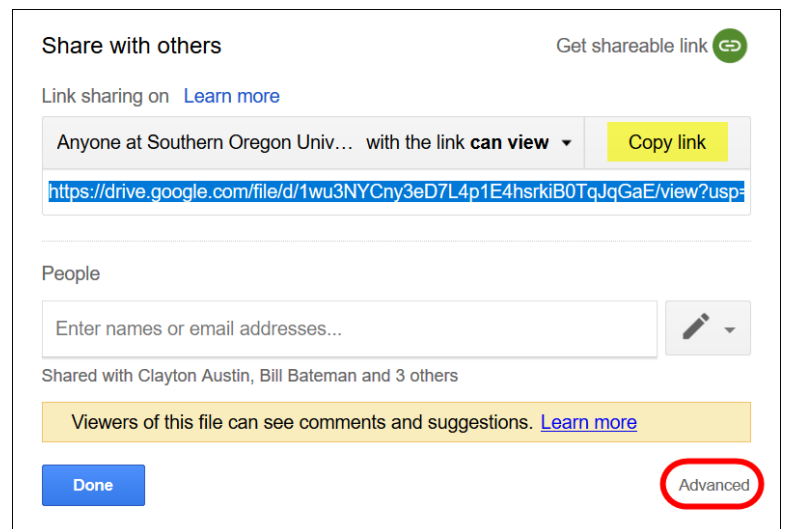 Share with others
Get shareable link
Link sharing on Learn more
Anyone at Southern Oregon Univ... with the link can view
Copy link
https://drive.google.com/file/d/1wu3NYCny3eD7L4p1E4hsrkiB0TqJqGaE/view?usp=
People
Enter names or email addresses...
Shared with Clayton Austin, Bill Bateman and 3 others
Viewers of this file can see comments and suggestions. Learn more
Done
Advanced